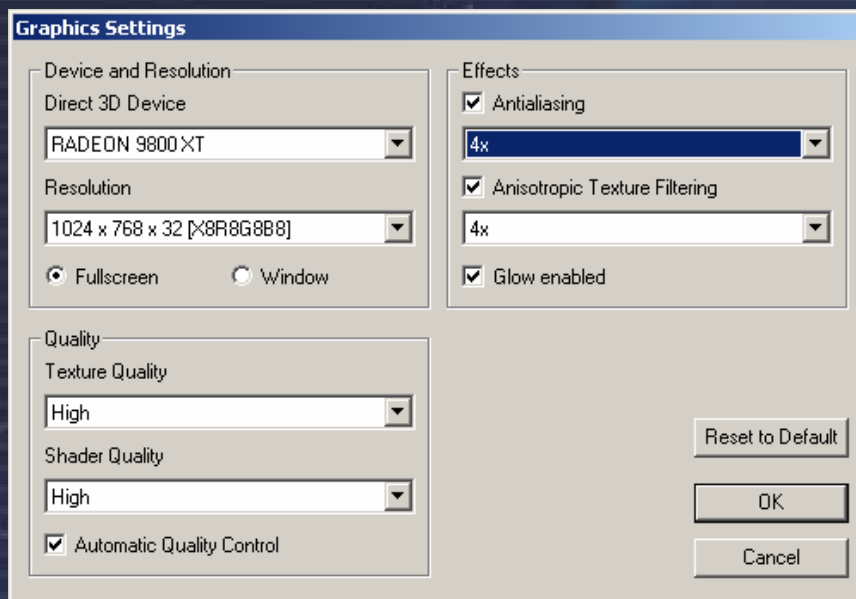 Graphics Settings
Device and Resolution
Direct 3D Device
RADEON 9800 XT
Resolution
1024 x 768 x 32 [X8R8G8B8]
Fullscreen
Window
Effects
Antialiasing
4x
Anisotropic Texture Filtering
4x
Glow enabled
Quality
Texture Quality
High
Shader Quality
High
Automatic Quality Control
Reset to Default
OK
Cancel